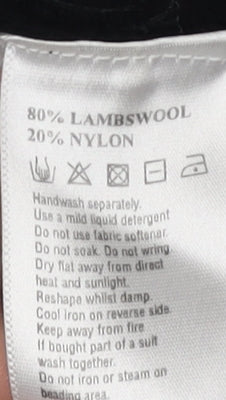 80% LAMBSWOOL
20% NYLON
Handwash separately.
Use a mild liquid detergent
Do not use fabric softener.
Do not soak. Do not wring.
Dry flat away from direct
heat and sunlight.
Reshape whilst damp.
Cool iron on reverse side.
Keep away from fire
If bought part of a suit
wash together.
Do not iron or steam on
beading area.